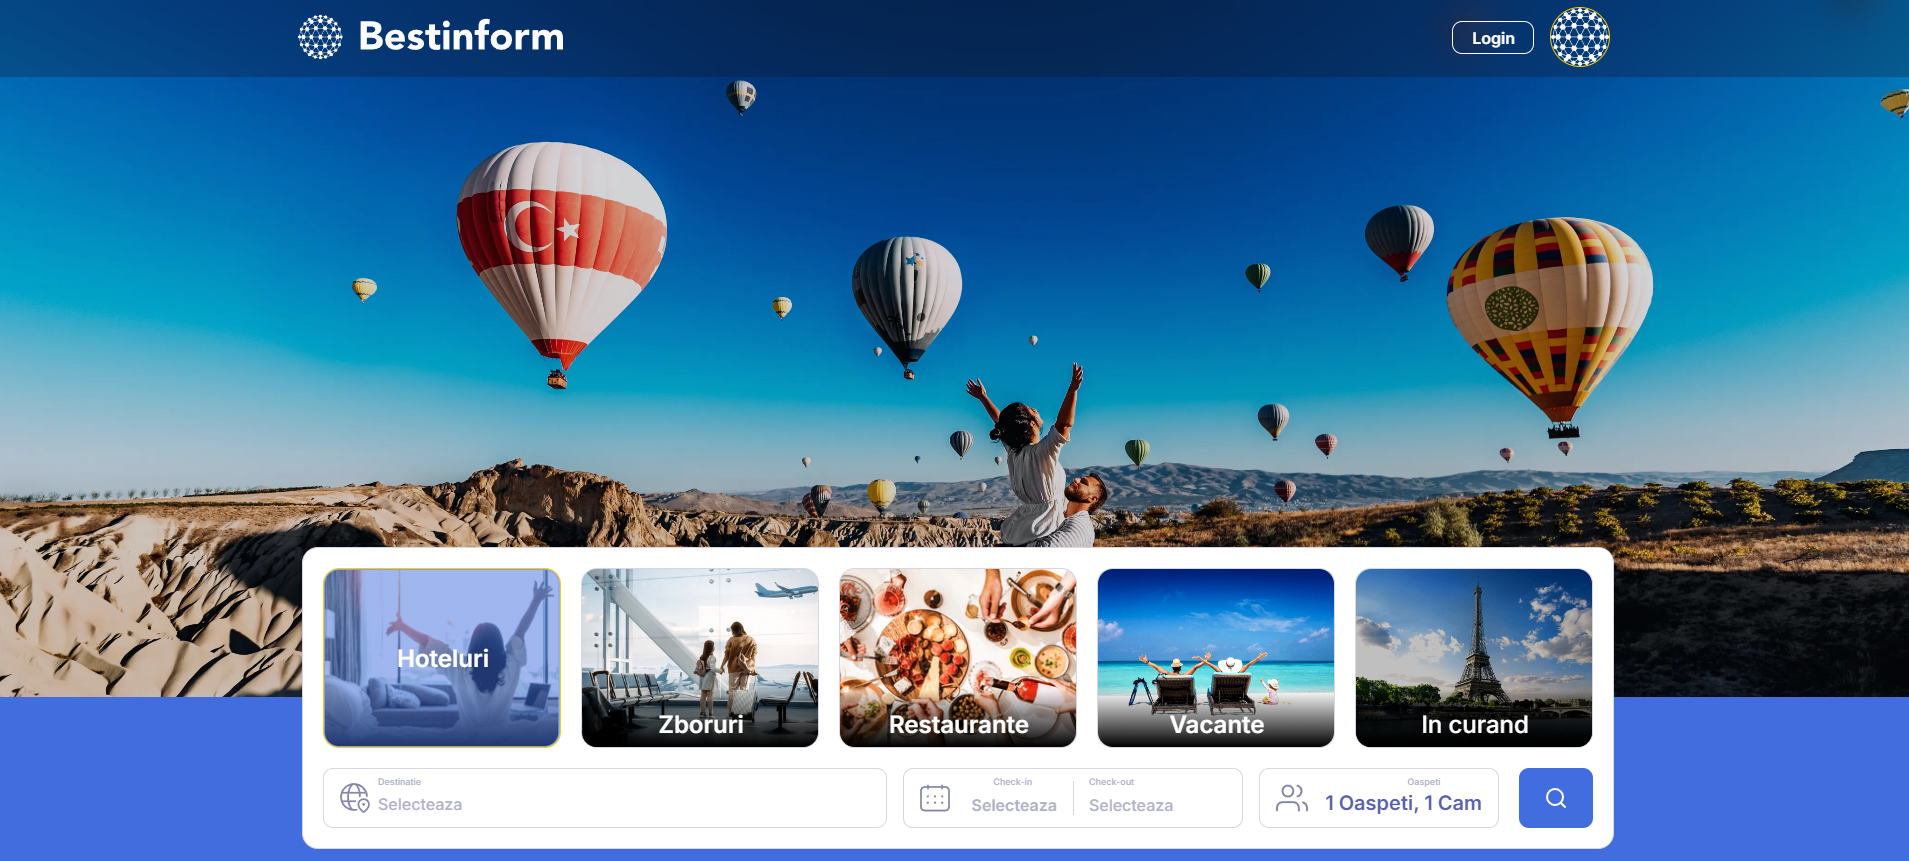 Bestinform
Login
Hoteluri
Zboruri
Restaurante
Vacante
In curand
Destinatie
Selecteaza
Check-in
Selecteaza
Check-out
Selecteaza
Oaspeti
1 Oaspeti, 1 Cam